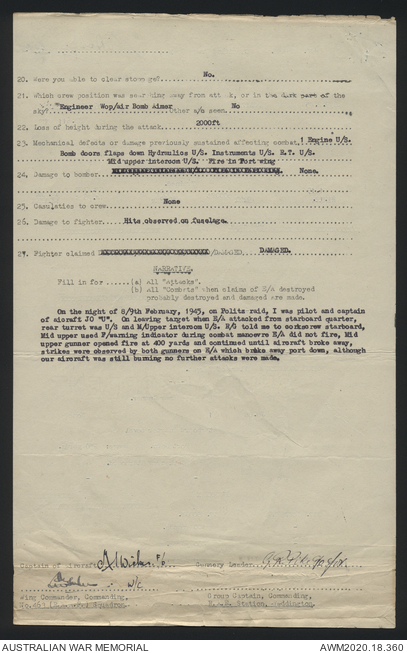 20. Were you able to clear stoppage? No.
21. Which crew position was searching away from attack, or in the dark part of the
sky? Engineer Wop/Air Bomb Aimer Other a/c seen. No
22. Loss of height during the attack. 2000ft
23. Mechanical defects or damage previously sustained affecting combat. 1 Engine U/S.
Bomb doors flaps down Hydraulics U/S. Instruments U/S. R.T. U/S.
Mid upper intercom U/S. Fire in Port wing
24. Damage to bomber. None.
25. Casualties to crew. None
26. Damage to fighter. Hits observed on fuselage.
27. Fighter claimed /DAMAGED. DAMAGED.
NARRATIVE.
Fill in for (a) All "Attacks".
(b) All "Combats" when claims of E/A destroyed
probably destroyed and damaged are made.
On the night of 8/9th February, 1945, on Politz raid, I was pilot and captain
of aicraft JO "U". On leaving target when E/A attacked from starboard quarter,
rear turret was U/S and M/Upper intercom U/S. R/G told me to corkscrew starboard,
Mid upper used F/earning indicator during combat manouvre E/A did not fire, Mid
upper gunner opened fire at 400 yards and continued until aircraft broke away,
strikes were observed by both gunners on E/A which broke away port down, although
our aircraft was still burning no further attacks were made.
Captain of Aircraft F/O Gunnery Leader.
W/C
Wing Commander, Commanding, Group Captain, Commanding,
No.463 Squadron. Station, Waddington.
AUSTRALIAN WAR MEMORIAL AWM2020.18.360